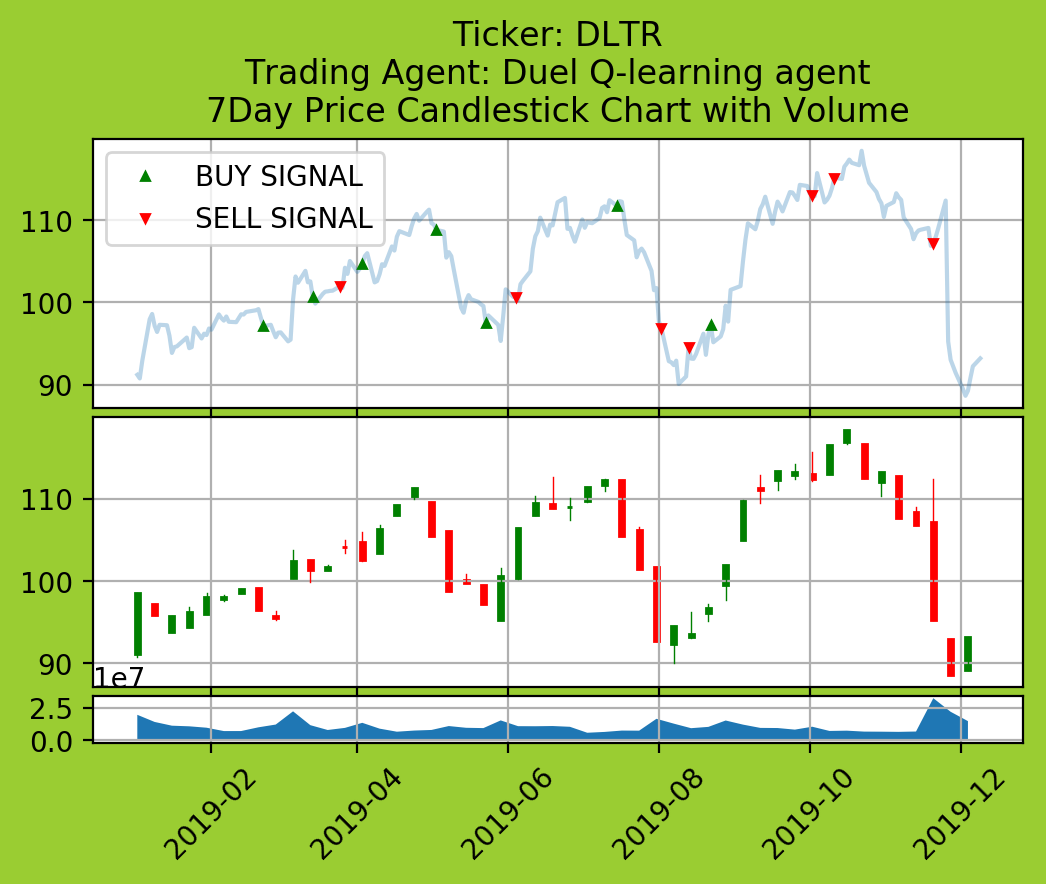 Ticker: DLTR
Trading Agent: Duel Q-learning agent
7Day Price Candlestick Chart with Volume
BUY SIGNAL
SELL SIGNAL
110
100
90
110
100
90
1e7
2.5
0.0
2019-02
2019-04
2019-06
2019-08
2019-10
2019-12